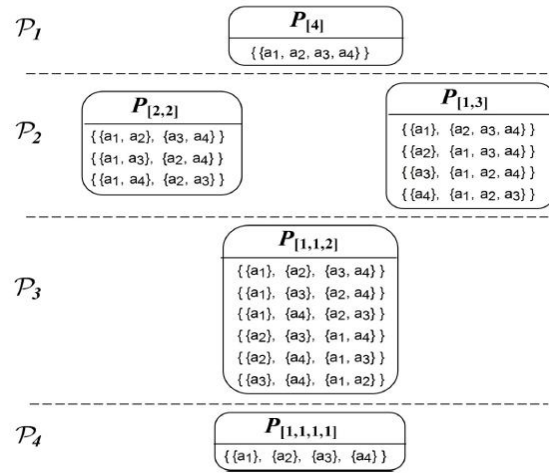 𝒫₁
P[4]
{ {a₁, a₂, a₃, a₄} }
𝒫₂
P[2,2]
{ {a₁, a₂}, {a₃, a₄} }
{ {a₁, a₃}, {a₂, a₄} }
{ {a₁, a₄}, {a₂, a₃} }
P[1,3]
{ {a₁}, {a₂, a₃, a₄} }
{ {a₂}, {a₁, a₃, a₄} }
{ {a₃}, {a₁, a₂, a₄} }
{ {a₄}, {a₁, a₂, a₃} }
𝒫₃
P[1,1,2]
{ {a₁}, {a₂}, {a₃, a₄} }
{ {a₁}, {a₃}, {a₂, a₄} }
{ {a₁}, {a₄}, {a₂, a₃} }
{ {a₂}, {a₃}, {a₁, a₄} }
{ {a₂}, {a₄}, {a₁, a₃} }
{ {a₃}, {a₄}, {a₁, a₂} }
𝒫₄
P[1,1,1,1]
{ {a₁}, {a₂}, {a₃}, {a₄} }